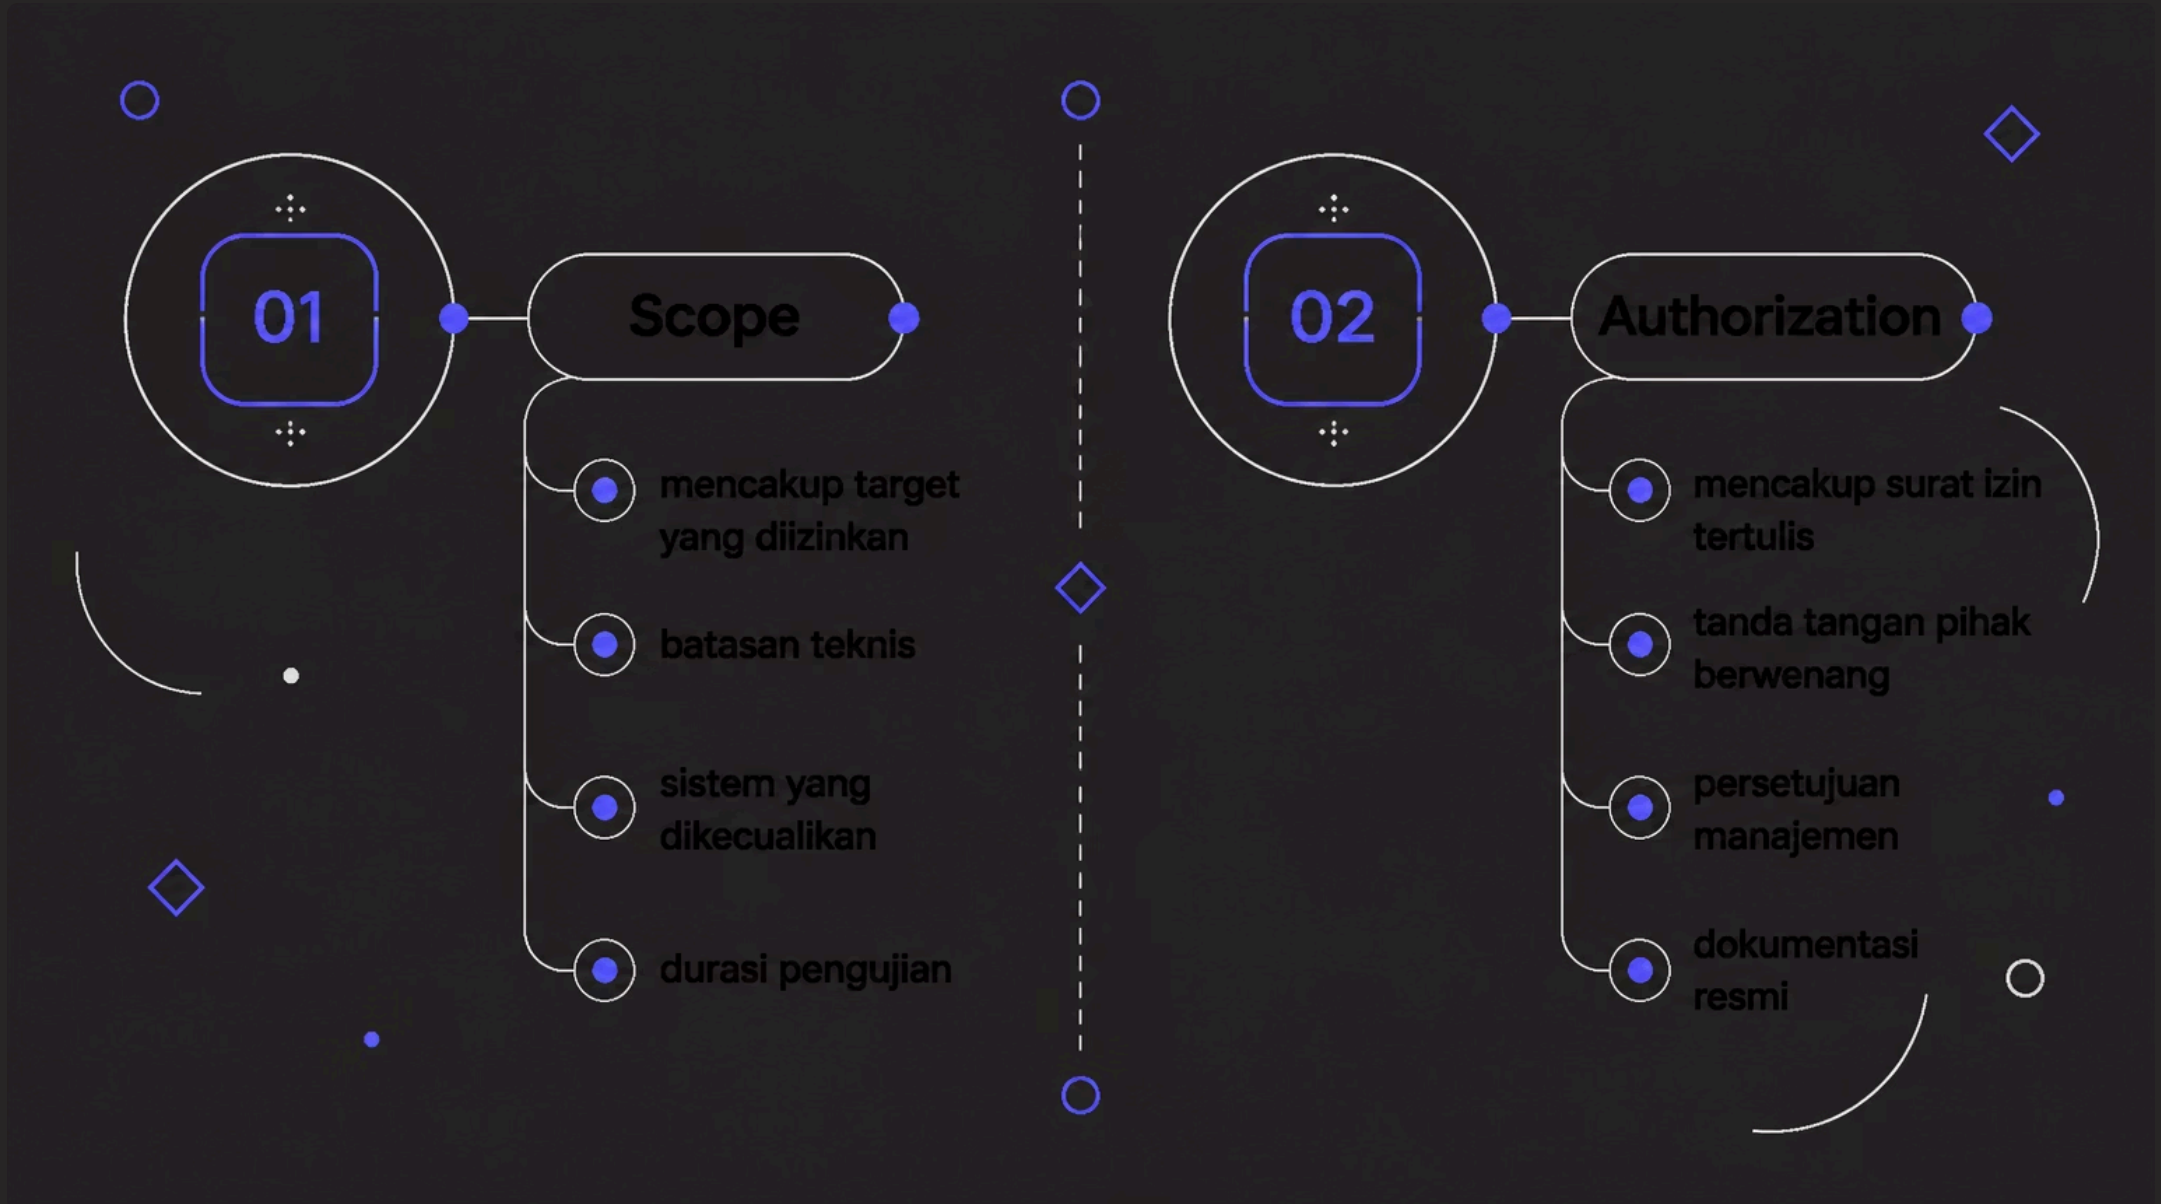 01
Scope
mencakup target
yang diizinkan
batasan teknis
sistem yang
dikecualikan
durasi pengujian
02
Authorization
mencakup surat izin
tertulis
tanda tangan pihak
berwenang
persetujuan
manajemen
dokumentasi
resmi